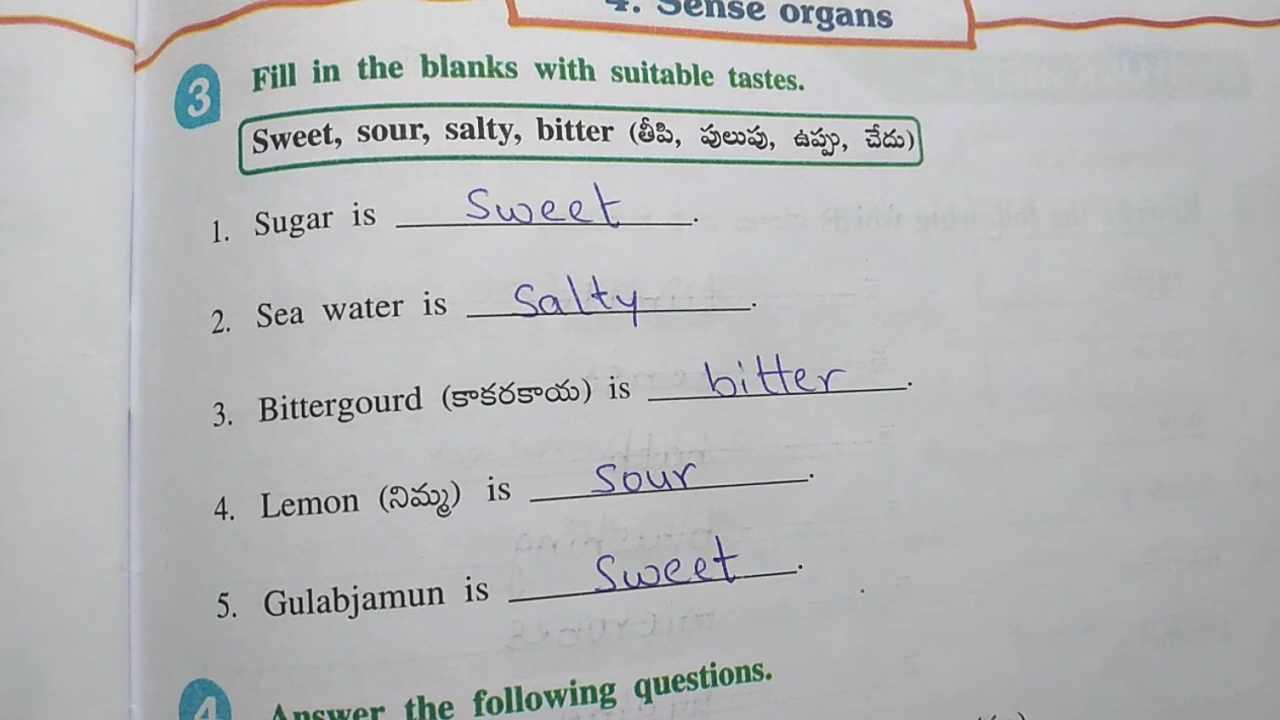 4. Sense organs
3 Fill in the blanks with suitable tastes.
Sweet, sour, salty, bitter (తీపి, పులుపు, ఉప్పు, చేదు)
1. Sugar is Sweet.
2. Sea water is Salty.
3. Bittergourd (కాకరకాయ) is bitter.
4. Lemon (నిమ్మ) is Sour.
5. Gulabjamun is Sweet.
4 Answer the following questions.